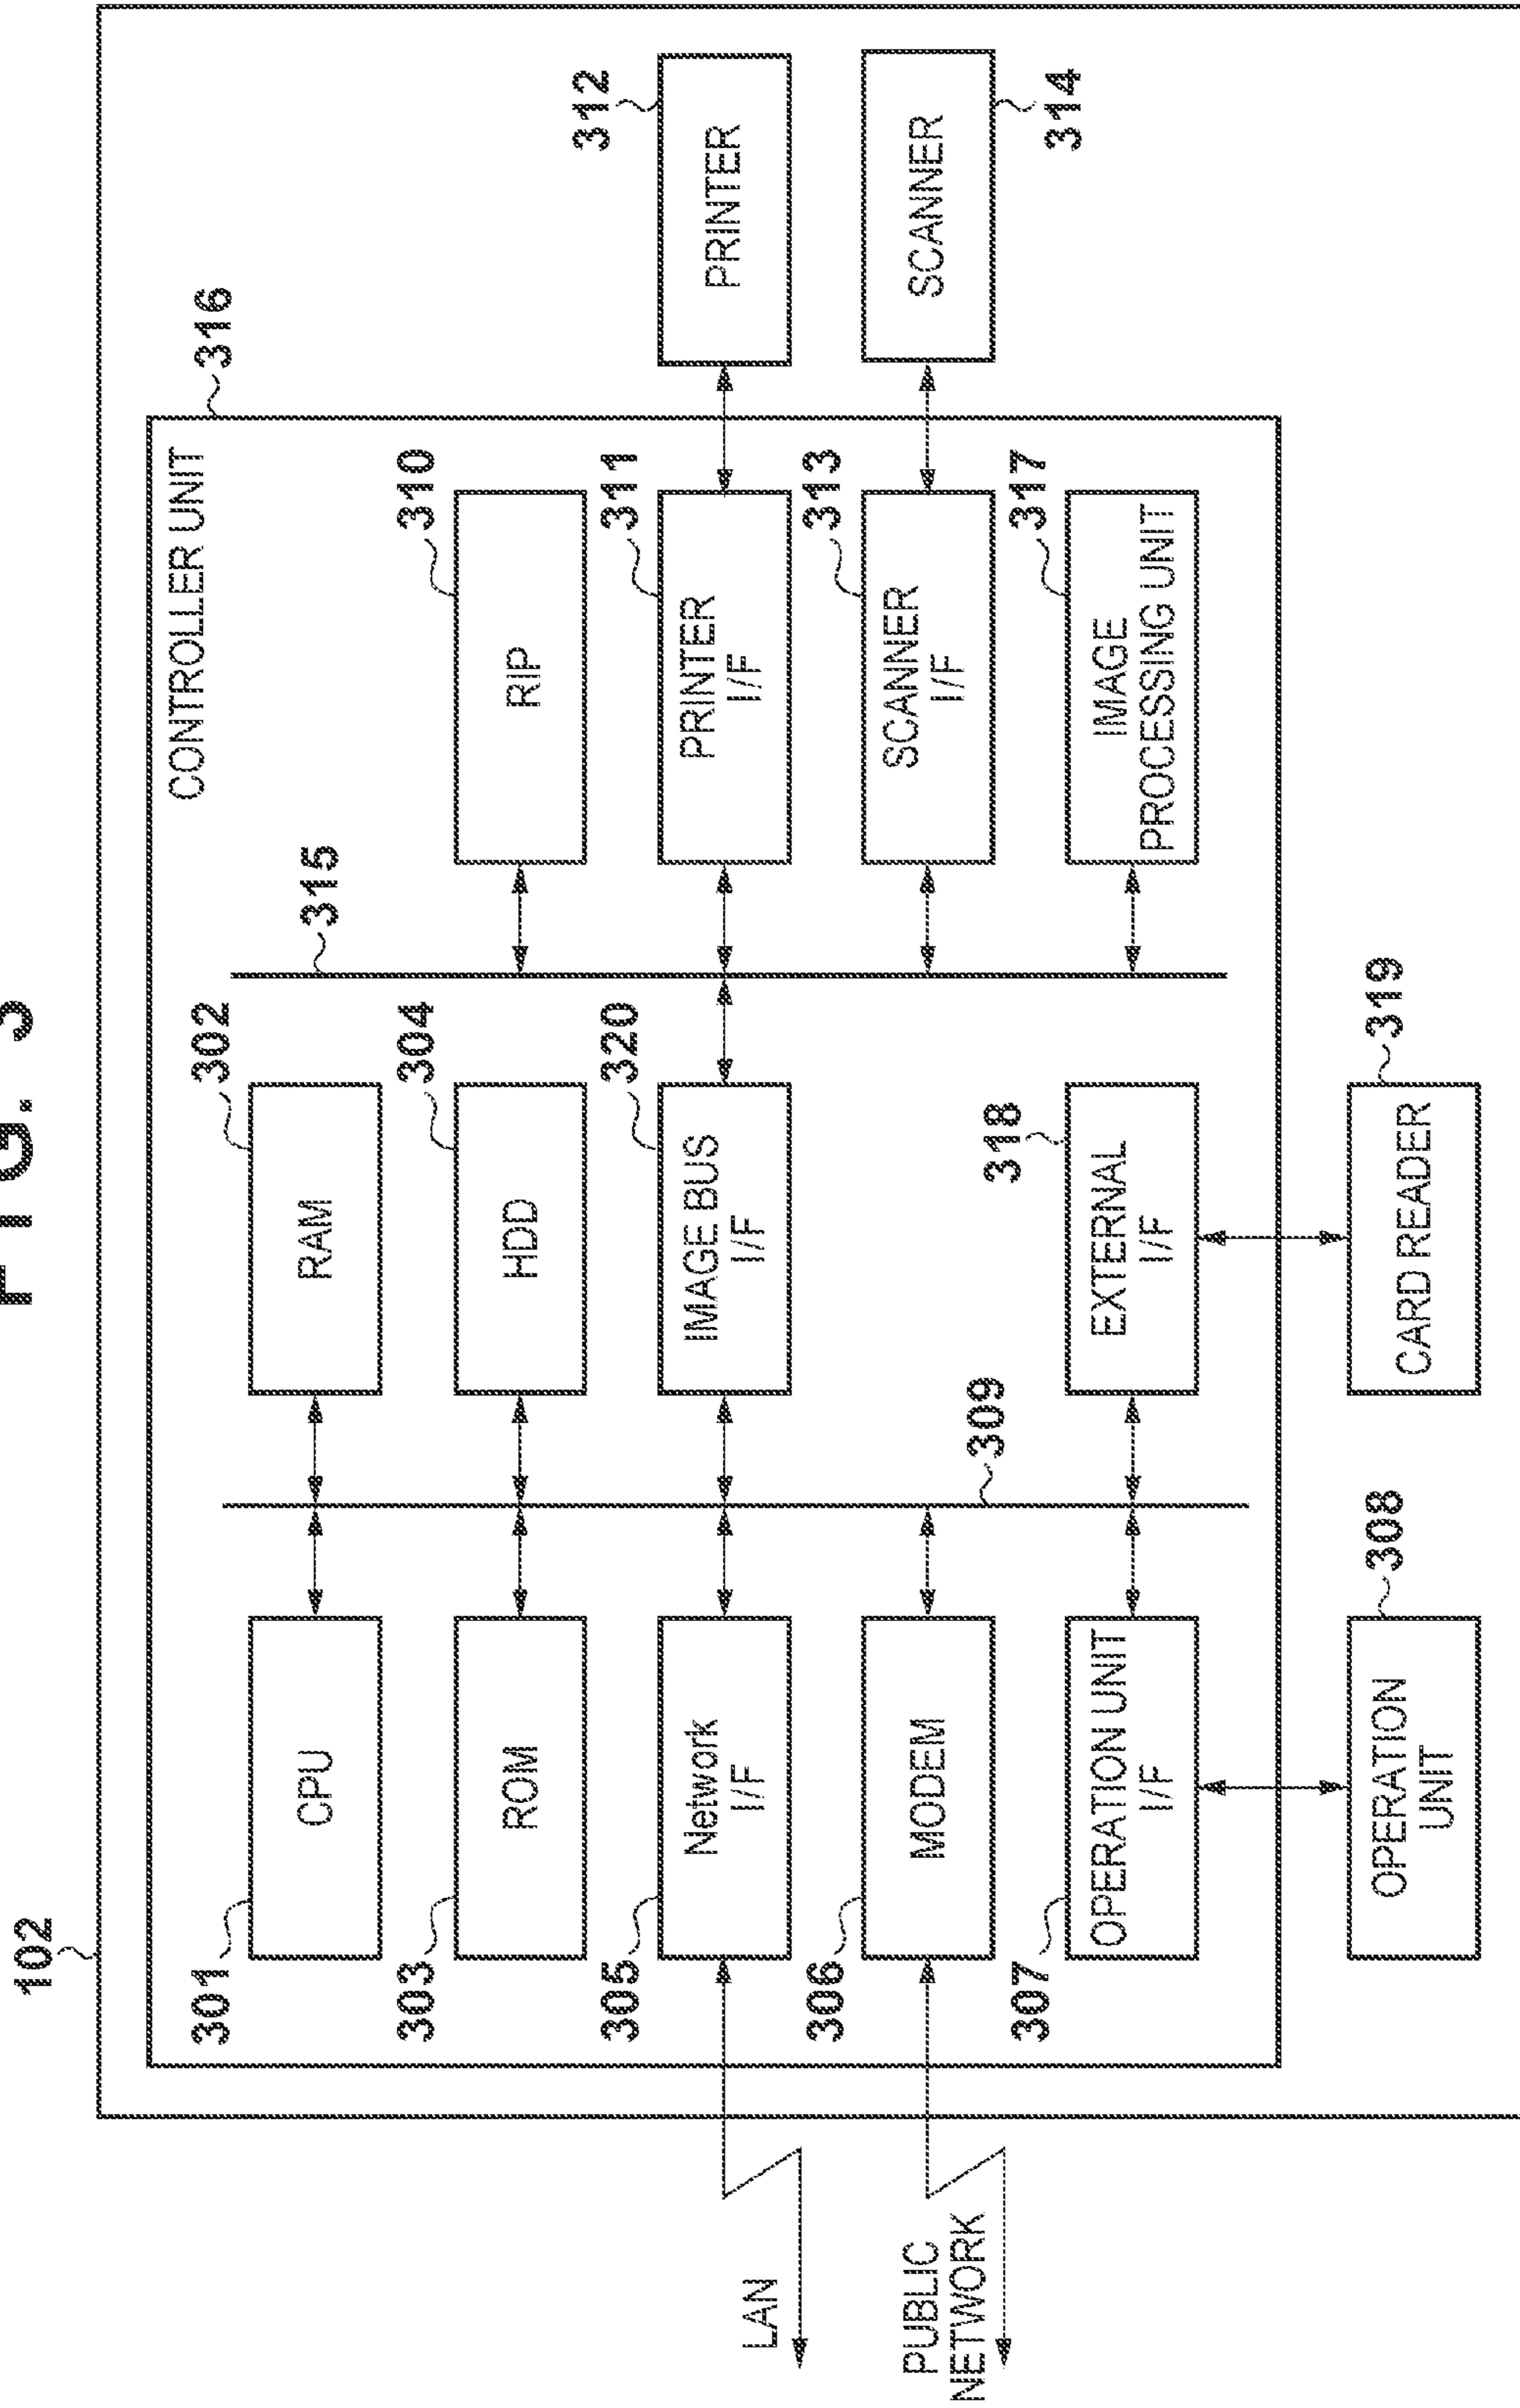 FIG. 3
102
CONTROLLER UNIT
316
301
CPU
302
RAM
315
303
ROM
304
HDD
310
RIP
305
Network
I/F
320
IMAGE BUS
I/F
311
PRINTER
I/F
312
PRINTER
LAN
306
MODEM
309
313
SCANNER
I/F
SCANNER
314
PUBLIC
NETWORK
307
OPERATION UNIT
I/F
318
EXTERNAL
I/F
317
IMAGE
PROCESSING UNIT
308
OPERATION
UNIT
319
CARD READER